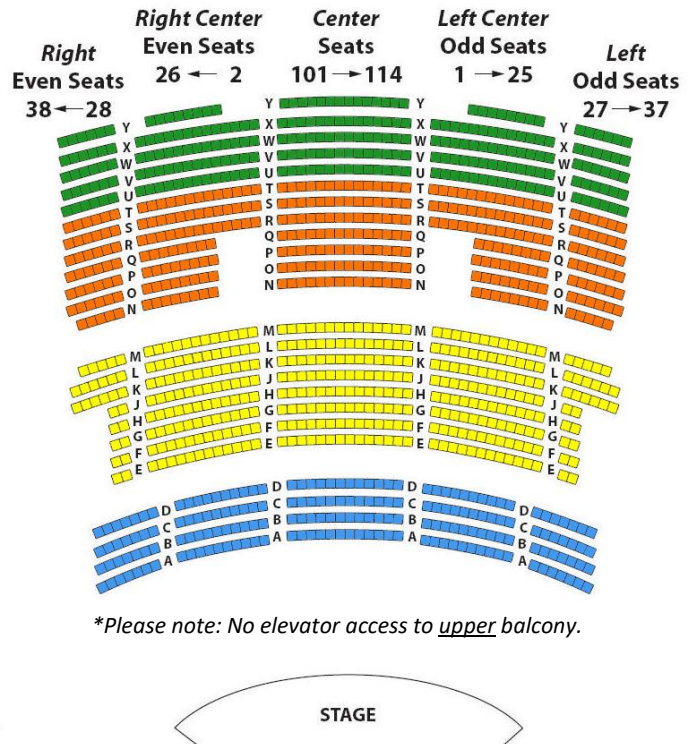 Right
Even Seats
38 ← 28
Right Center
Even Seats
26 ← 2
Center
Seats
101 → 114
Left Center
Odd Seats
1 → 25
Left
Odd Seats
27 → 37
Y Y Y Y
X X X X
W W W W
V V V V
U U U U
T T T T
S S S S
R R R R
Q Q Q Q
P P P P
O O O O
N N N N
M M M M
L L L L
K K K K
J J J J
H H H H
G G G G
F F F F
E E E E
D D D D
C C C C
B B B B
A A A A
*Please note: No elevator access to upper balcony.
STAGE